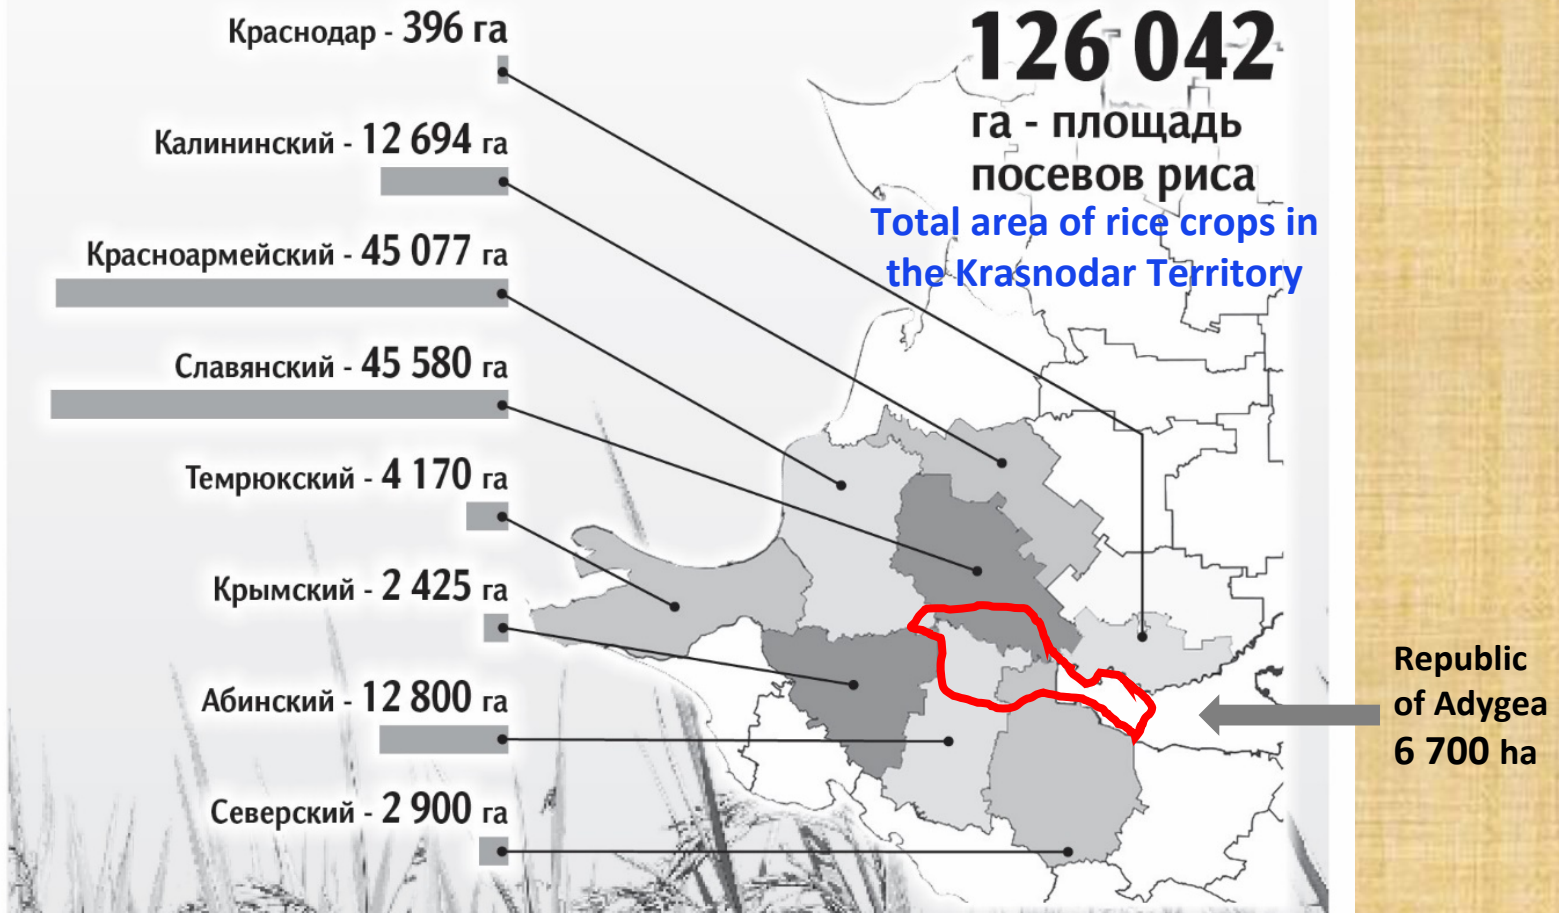 Краснодар - 396 га
Калининский - 12 694 га
Красноармейский - 45 077 га
Славянский - 45 580 га
Темрюкский - 4 170 га
Крымский - 2 425 га
Абинский - 12 800 га
Северский - 2 900 га
126 042
га - площадь
посевов риса
Total area of rice crops in
the Krasnodar Territory
Republic
of Adygea
6 700 ha